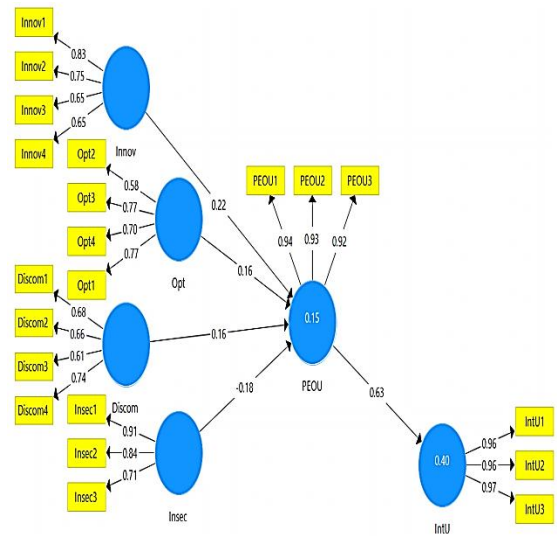 Innov1
Innov2
Innov3
Innov4
0.83
0.75
0.65
0.65
Innov
Opt2
Opt3
Opt4
Opt1
0.58
0.77
0.70
0.77
Opt
Discom1
Discom2
Discom3
Discom4
0.68
0.66
0.61
0.74
Discom
Insec1
Insec2
Insec3
0.91
0.84
0.71
Insec
0.22
0.16
0.16
-0.18
PEOU1
PEOU2
PEOU3
0.94
0.93
0.92
0.15
PEOU
0.63
0.40
IntU
0.96
0.96
0.97
IntU1
IntU2
IntU3